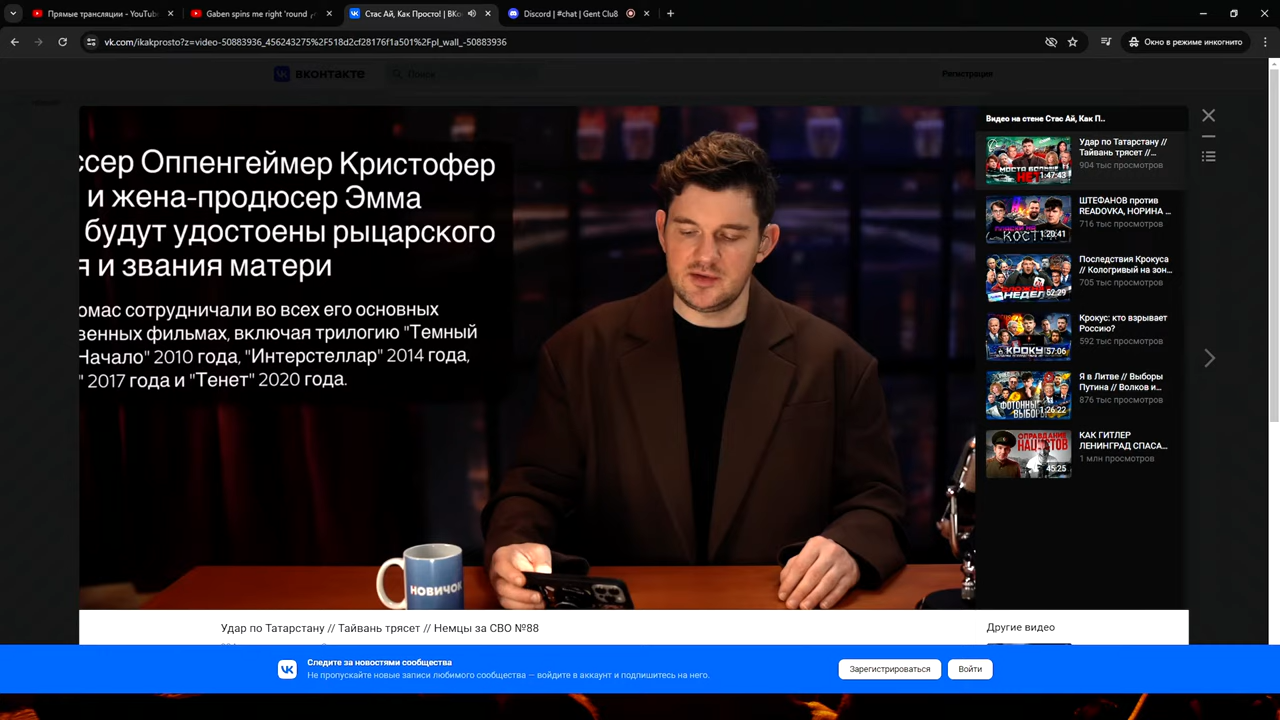 Прямые трансляции - YouTub
Gaben spins me right 'round
Стас Ай, Как Просто! | ВКо
Discord | #chat | Gent Clu8
vk.com/ikakprosto?z=video-50883936_456243275%2F518d2cf28176f1a501%2Fpl_wall_-50883936
Окно в режиме инкогнито
вконтакте
Поиск
Регистрация
ссер Оппенгеймер Кристофер
и жена-продюсер Эмма
будут удостоены рыцарского
я и звания матери
омас сотрудничали во всех его основных
венных фильмах, включая трилогию "Темный
Начало" 2010 года, "Интерстеллар" 2014 года,
" 2017 года и "Тенет" 2020 года.
НОВИЧОК
Видео на стене Стас Ай, Как П..
Удар по Татарстану //
Тайвань трясет //...
904 тыс просмотров
1:47:43
ШТЕФАНОВ против
READOVKA, НОРИНА ...
716 тыс просмотров
1:20:41
Последствия Крокуса
// Кологривый на зон...
705 тыс просмотров
52:29
Крокус: кто взрывает
Россию?
592 тыс просмотров
57:06
Я в Литве // Выборы
Путина // Волков и...
876 тыс просмотров
1:26:22
КАК ГИТЛЕР
ЛЕНИНГРАД СПАСА...
1 млн просмотров
45:25
Удар по Татарстану // Тайвань трясет // Немцы за СВО №88
Другие видео
Следите за новостями сообщества
Не пропускайте новые записи любимого сообщества — войдите в аккаунт и подпишитесь на него.
Зарегистрироваться
Войти